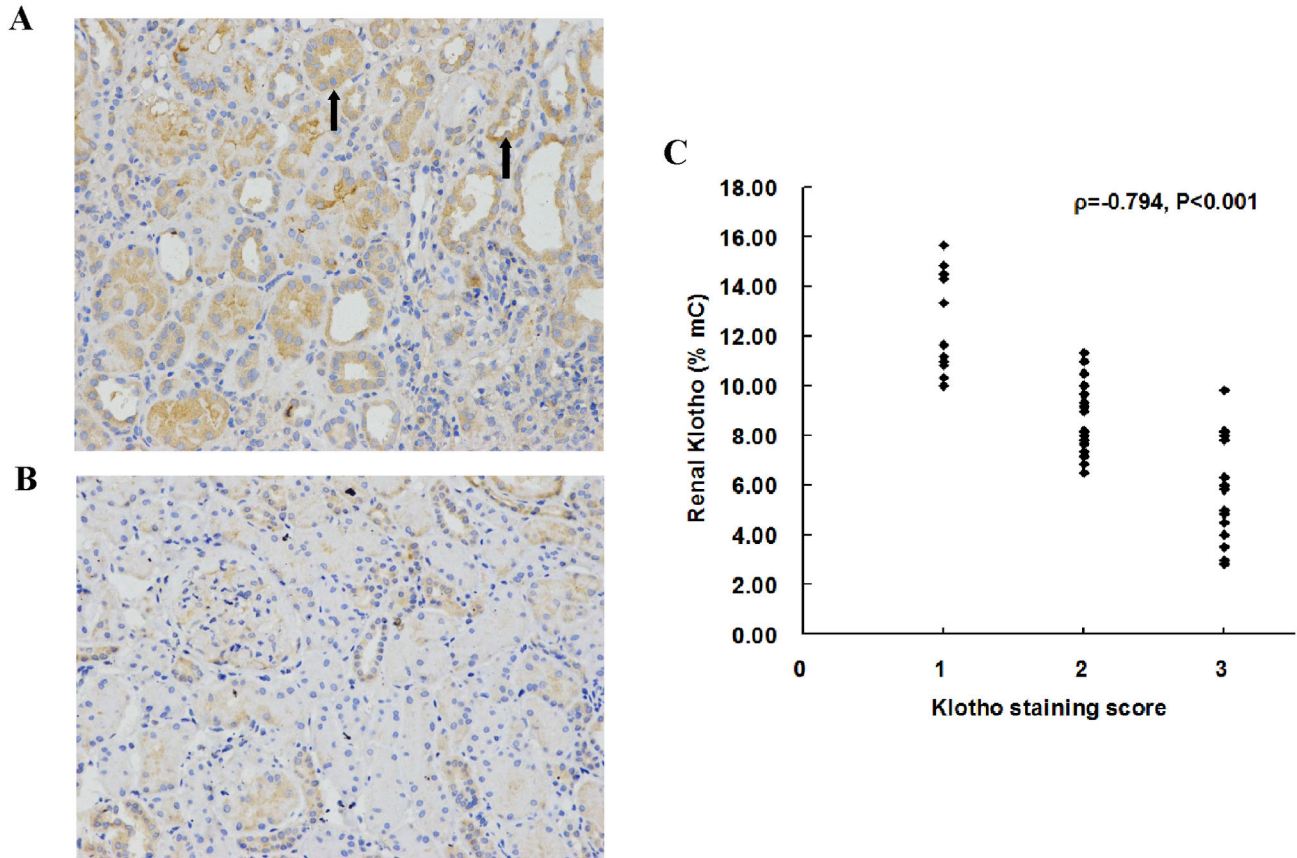 A
B
C
ρ=-0.794, P<0.001
18.00
16.00
14.00
12.00
10.00
8.00
6.00
4.00
2.00
0.00
Renal Klotho (% mC)
0 1 2 3
Klotho staining score